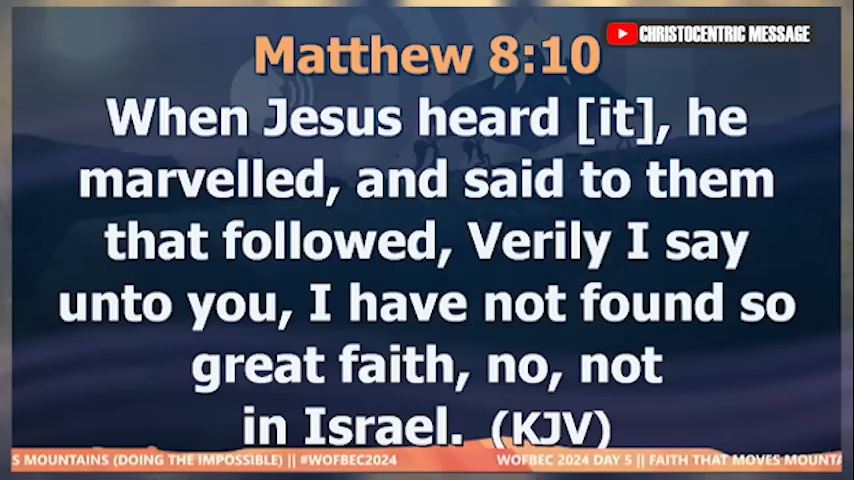 CHRISTOCENTRIC MESSAGE
Matthew 8:10
When Jesus heard [it], he
marvelled, and said to them
that followed, Verily I say
unto you, I have not found so
great faith, no, not
in Israel. (KJV)
S MOUNTAINS (DOING THE IMPOSSIBLE) || #WOFBEC2024 WOFBEC 2024 DAY 5 || FAITH THAT MOVES MOUNTA